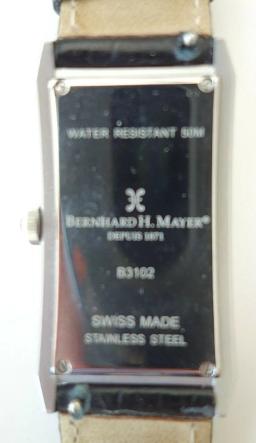 WATER RESISTANT 50M
BERNHARD H. MAYER®
DEPUIS 1871
B3102
SWISS MADE
STAINLESS STEEL